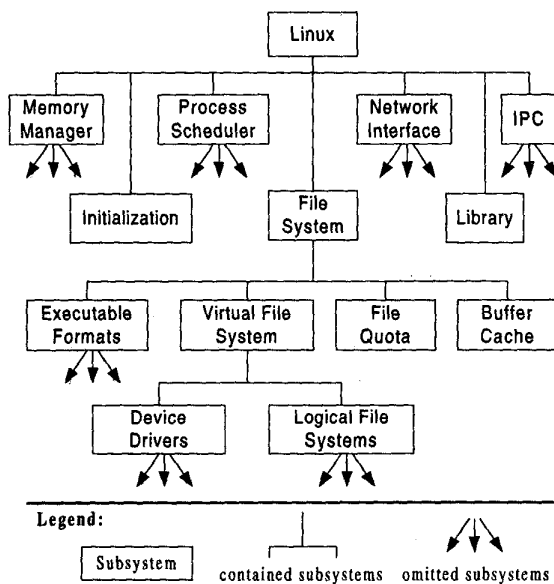 Linux
Memory
Manager
Process
Scheduler
Network
Interface
IPC
Initialization
File
System
Library
Executable
Formats
Virtual File
System
File
Quota
Buffer
Cache
Device
Drivers
Logical File
Systems
Legend:
Subsystem
contained subsystems
omitted subsystems